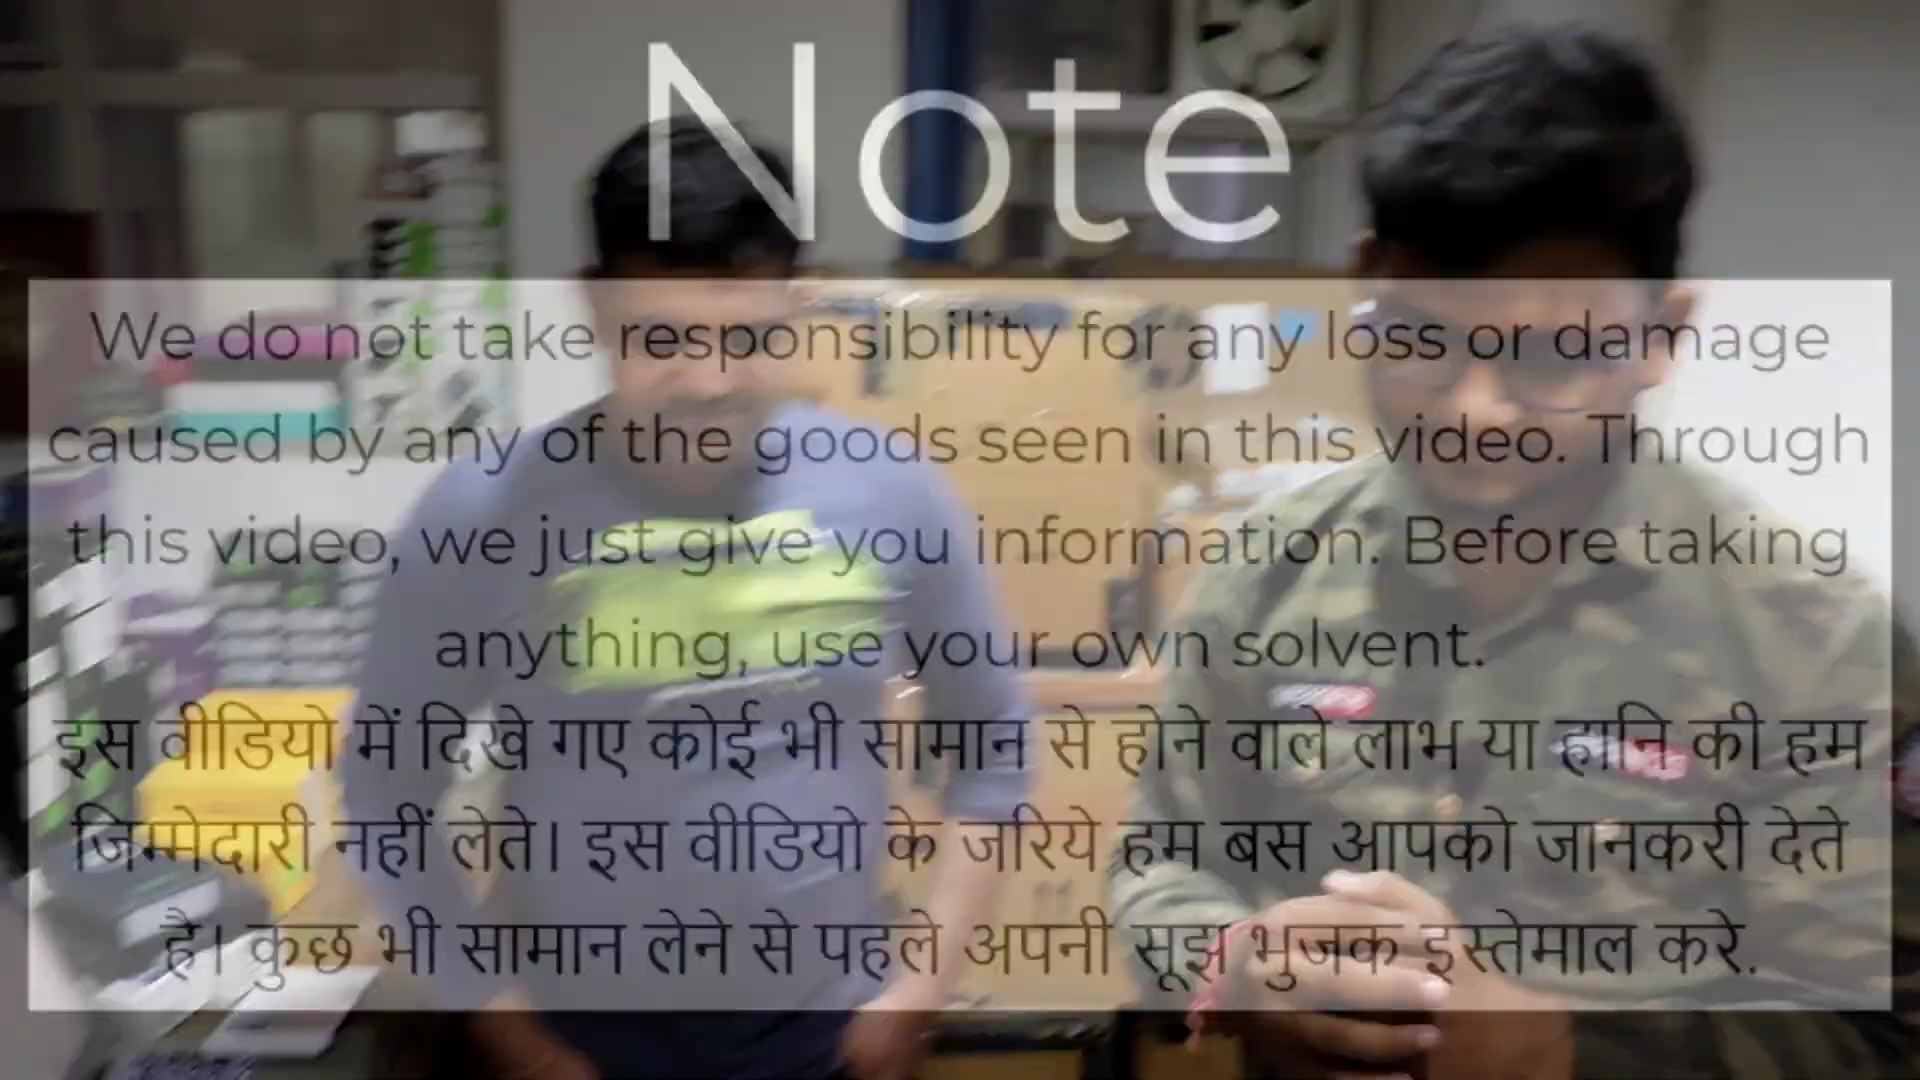 Note
We do not take responsibility for any loss or damage
caused by any of the goods seen in this video. Through
this video, we just give you information. Before taking
anything, use your own solvent.
इस वीडियो में दिखे गए कोई भी सामान से होने वाले लाभ या हानि की हम
जिम्मेदारी नहीं लेते। इस वीडियो के जरिये हम बस आपको जानकरी देते
है। कुछ भी सामान लेने से पहले अपनी सूझ भुजक इस्तेमाल करे.